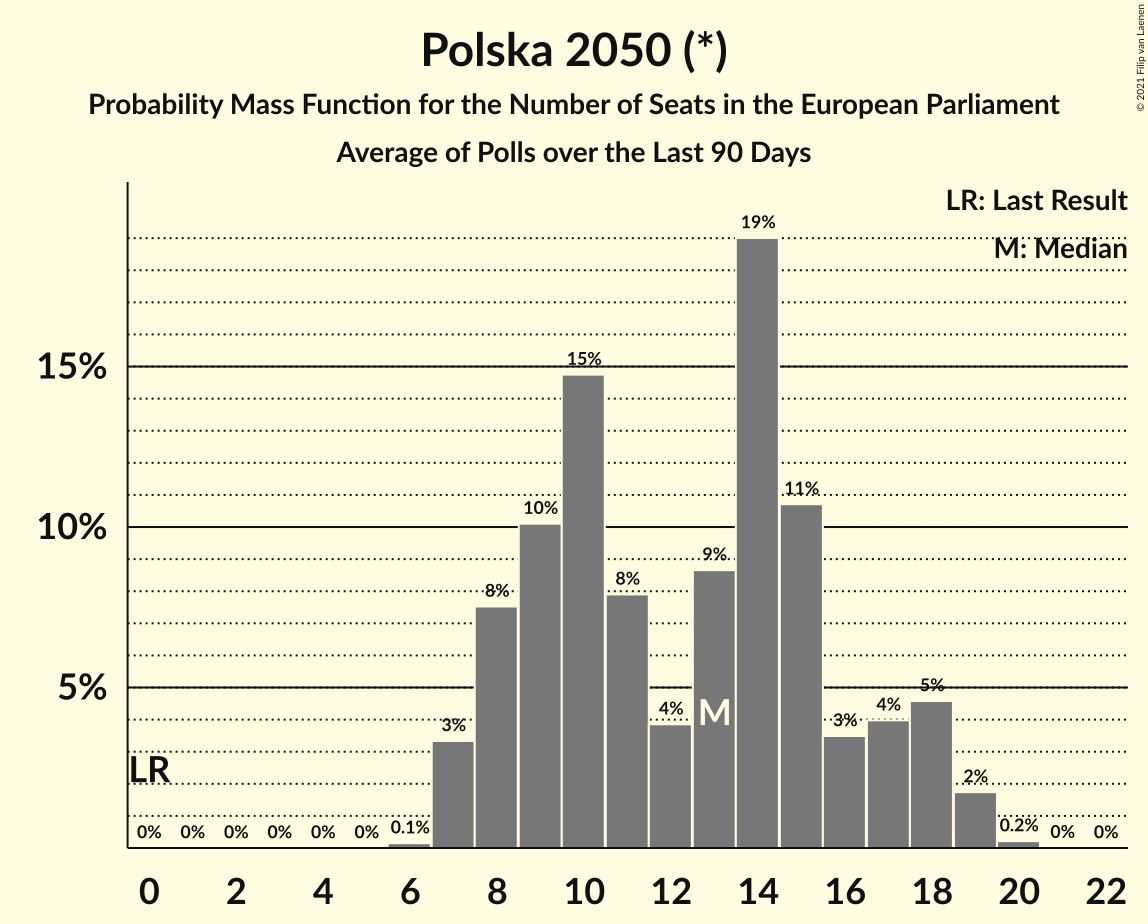 Polska 2050 (*)
Probability Mass Function for the Number of Seats in the European Parliament
Average of Polls over the Last 90 Days
© 2021 Filip van Laenen
LR: Last Result
M: Median
15%
10%
5%
19%
15%
11%
10%
9%
8%
8%
5%
4%
4%
3%
3%
2%
0% 0% 0% 0% 0% 0% 0.1% 0.2% 0% 0%
LR
M
0 2 4 6 8 10 12 14 16 18 20 22